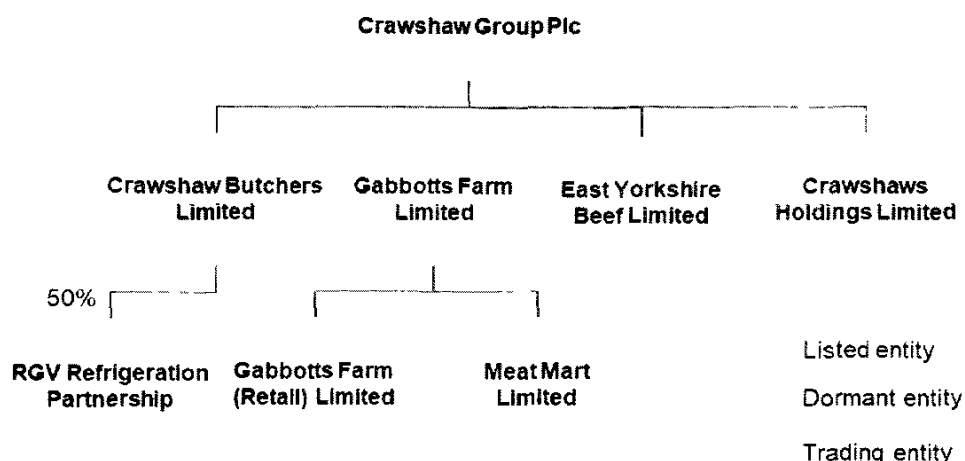 Crawshaw Group Plc
Crawshaw Butchers
Limited
Gabbotts Farm
Limited
East Yorkshire
Beef Limited
Crawshaws
Holdings Limited
50%
RGV Refrigeration
Partnership
Gabbotts Farm
(Retail) Limited
Meat Mart
Limited
Listed entity
Dormant entity
Trading entity